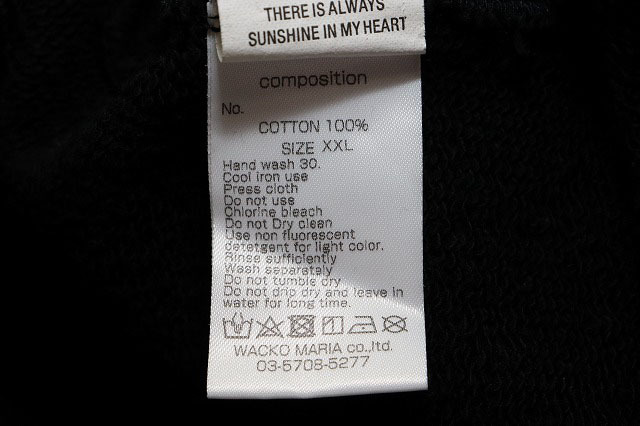 THERE IS ALWAYS
SUNSHINE IN MY HEART
composition
No.
COTTON 100%
SIZE XXL
Hand wash 30.
Cool iron use
Press cloth
Do not use
Chlorine bleach
Do not Dry clean
Use non fluorescent
detergent for light color.
Rinse sufficiently
Wash separately
Do not tumble dry
Do not drip dry and leave in
water for long time.
WACKO MARIA co.,ltd.
03-5708-5277